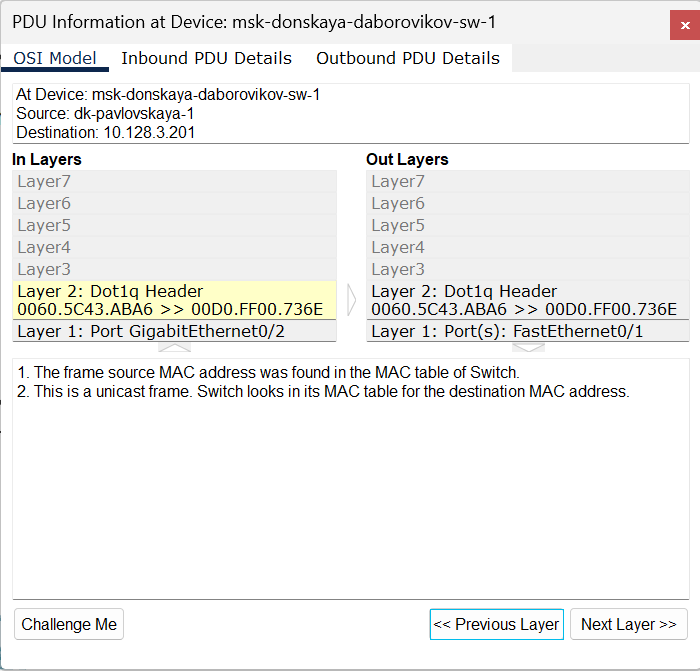 PDU Information at Device: msk-donskaya-daborovikov-sw-1
OSI Model Inbound PDU Details Outbound PDU Details
At Device: msk-donskaya-daborovikov-sw-1
Source: dk-pavlovskaya-1
Destination: 10.128.3.201
In Layers
Layer7
Layer6
Layer5
Layer4
Layer3
Layer 2: Dot1q Header
0060.5C43.ABA6 >> 00D0.FF00.736E
Layer 1: Port GigabitEthernet0/2
Out Layers
Layer7
Layer6
Layer5
Layer4
Layer3
Layer 2: Dot1q Header
0060.5C43.ABA6 >> 00D0.FF00.736E
Layer 1: Port(s): FastEthernet0/1
1. The frame source MAC address was found in the MAC table of Switch.
2. This is a unicast frame. Switch looks in its MAC table for the destination MAC address.
Challenge Me << Previous Layer Next Layer >>